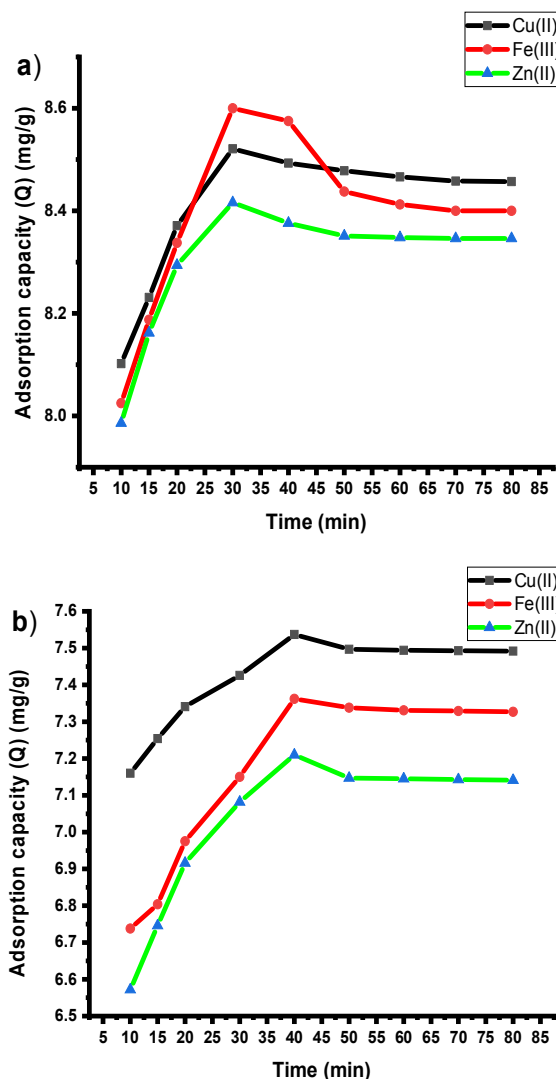 Cu(II)
Fe(III)
Zn(II)
a)
8.6
8.4
8.2
8.0
Adsorption capacity (Q) (mg/g)
5 10 15 20 25 30 35 40 45 50 55 60 65 70 75 80 85
Time (min)
Cu(II)
Fe(III
Zn(II)
b)
7.6
7.5
7.4
7.3
7.2
7.1
7.0
6.9
6.8
6.7
6.6
6.5
Adsorption capacity (Q) (mg/g)
5 10 15 20 25 30 35 40 45 50 55 60 65 70 75 80 85
Time (min)